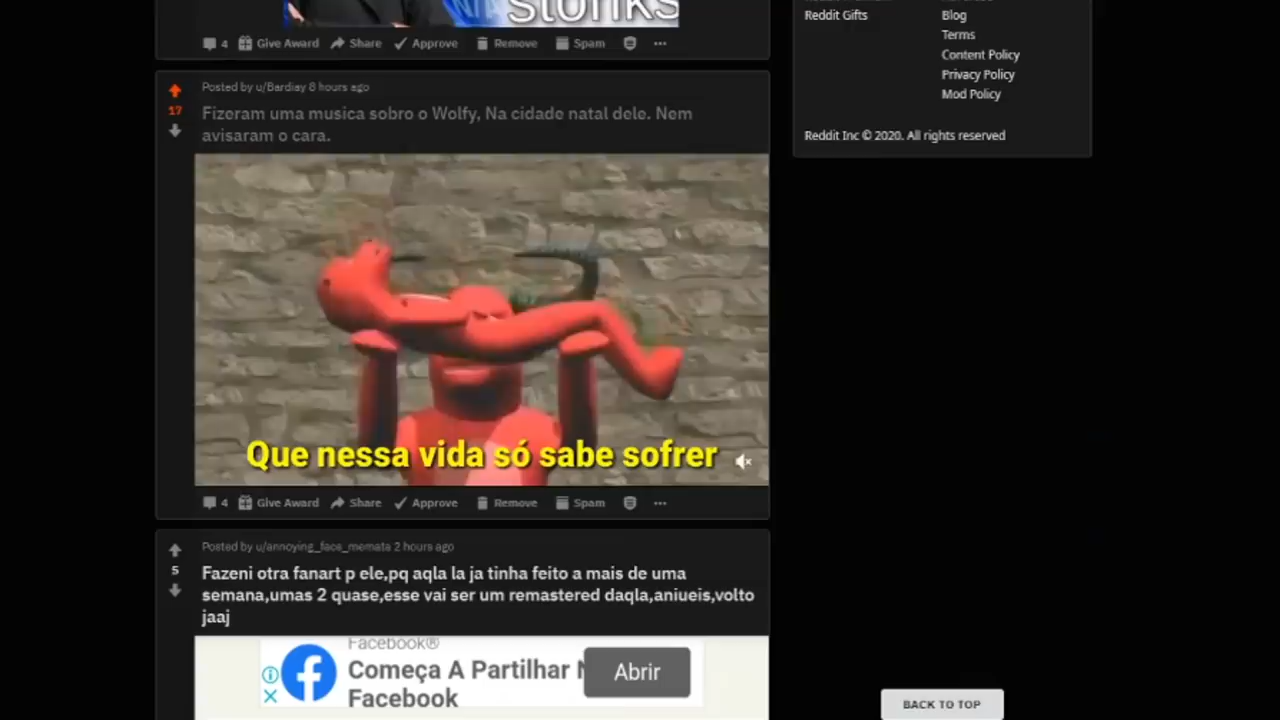 stonks
4 Give Award Share Approve Remove Spam
Reddit Gifts
Blog
Terms
Content Policy
Privacy Policy
Mod Policy
Reddit Inc © 2020. All rights reserved
Posted by u/Bardiay 8 hours ago
17
Fizeram uma musica sobro o Wolfy, Na cidade natal dele. Nem
avisaram o cara.
Que nessa vida só sabe sofrer
4 Give Award Share Approve Remove Spam
Posted by u/annoying_face_memata 2 hours ago
5
Fazeni otra fanart p ele,pq aqla la ja tinha feito a mais de uma
semana,umas 2 quase,esse vai ser um remastered daqla,aniueis,volto
jaaj
Facebook®
Começa A Partilhar
Facebook
Abrir
BACK TO TOP